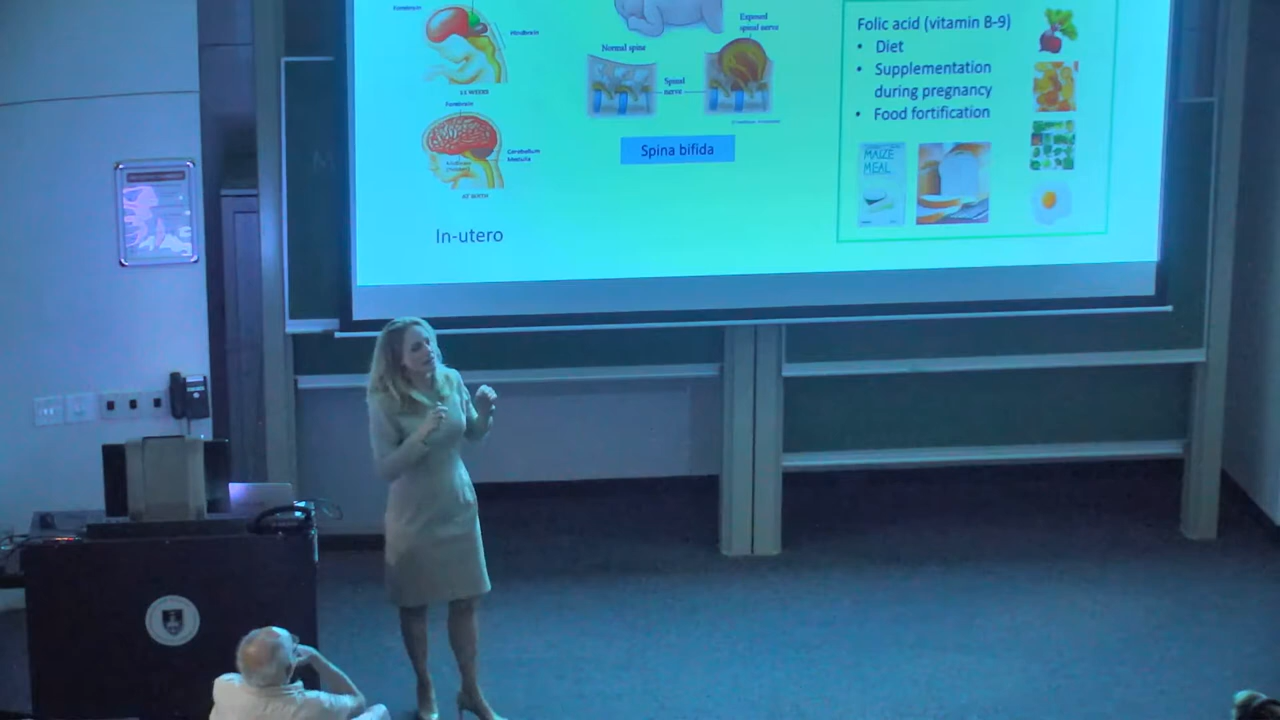 Forebrain
Hindbrain
11 WEEKS
Forebrain
Cerebellum
Medulla
AT BIRTH
In-utero
Exposed
spinal nerve
Normal spine
Spinal
nerve
Spina bifida
Folic acid (vitamin B-9)
• Diet
• Supplementation
during pregnancy
• Food fortification
MAIZE
MEAL